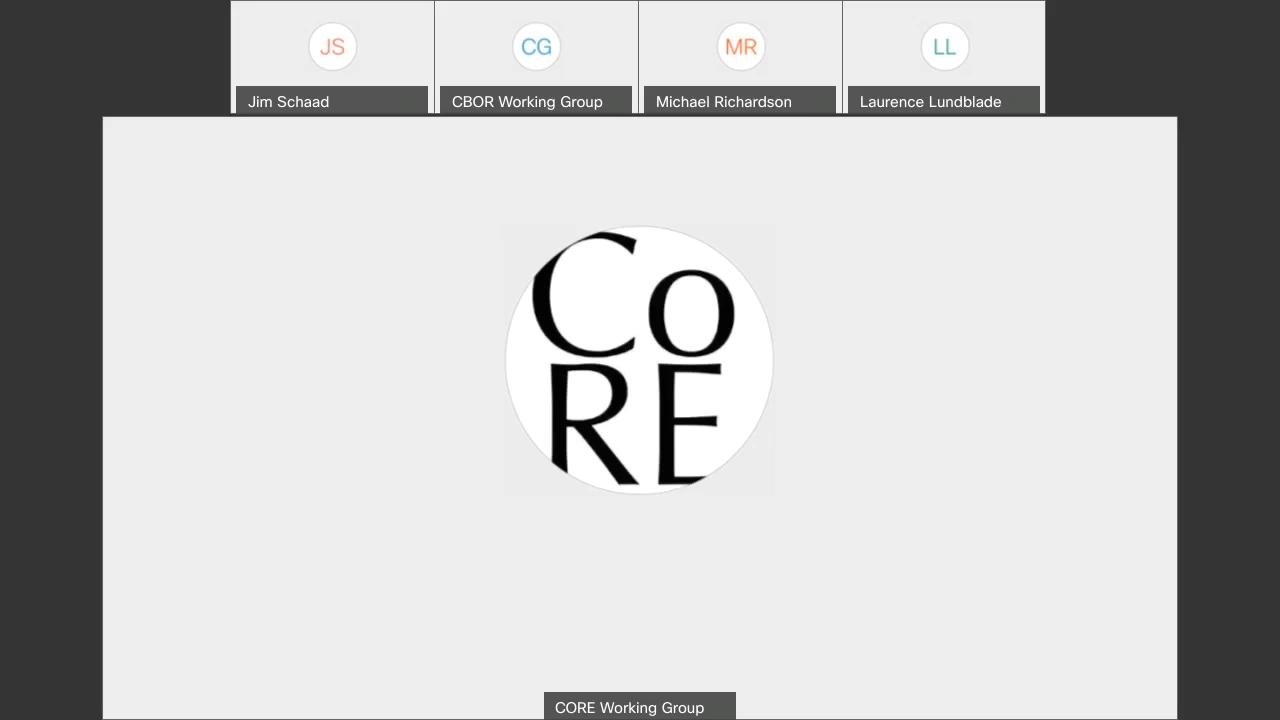 JS
CG
MR
LL
Jim Schaad
CBOR Working Group
Michael Richardson
Laurence Lundblade
Co
RE
CORE Working Group